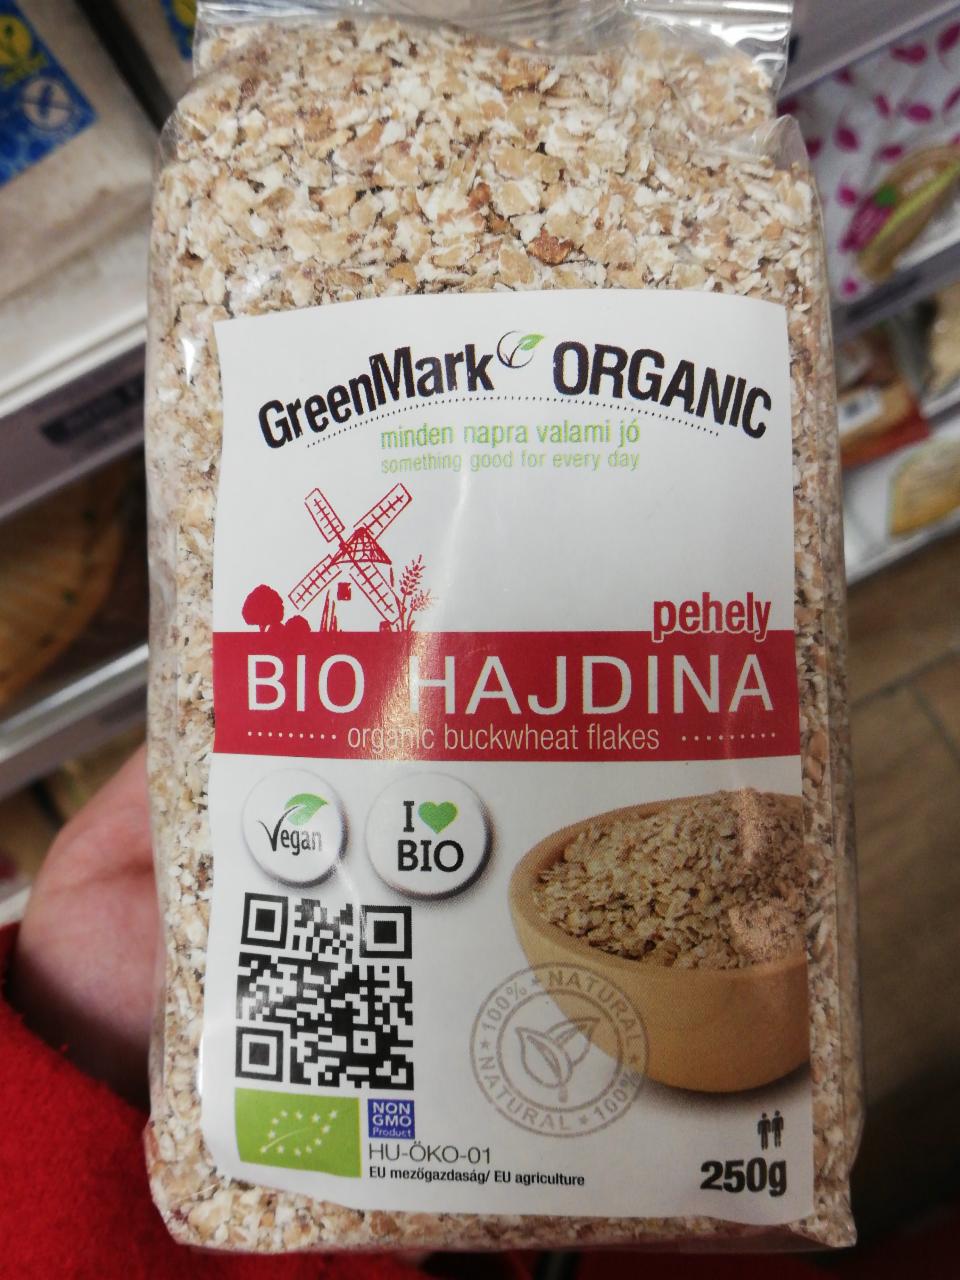 GreenMark ORGANIC
minden napra valami jó
something good for every day
pehely
BIO HAJDINA
organic buckwheat flakes
Vegan
I
BIO
100% NATURAL
100% NATURAL
NON
GMO
Product
HU-ÖKO-01
EU mezőgazdaság/ EU agriculture
250g